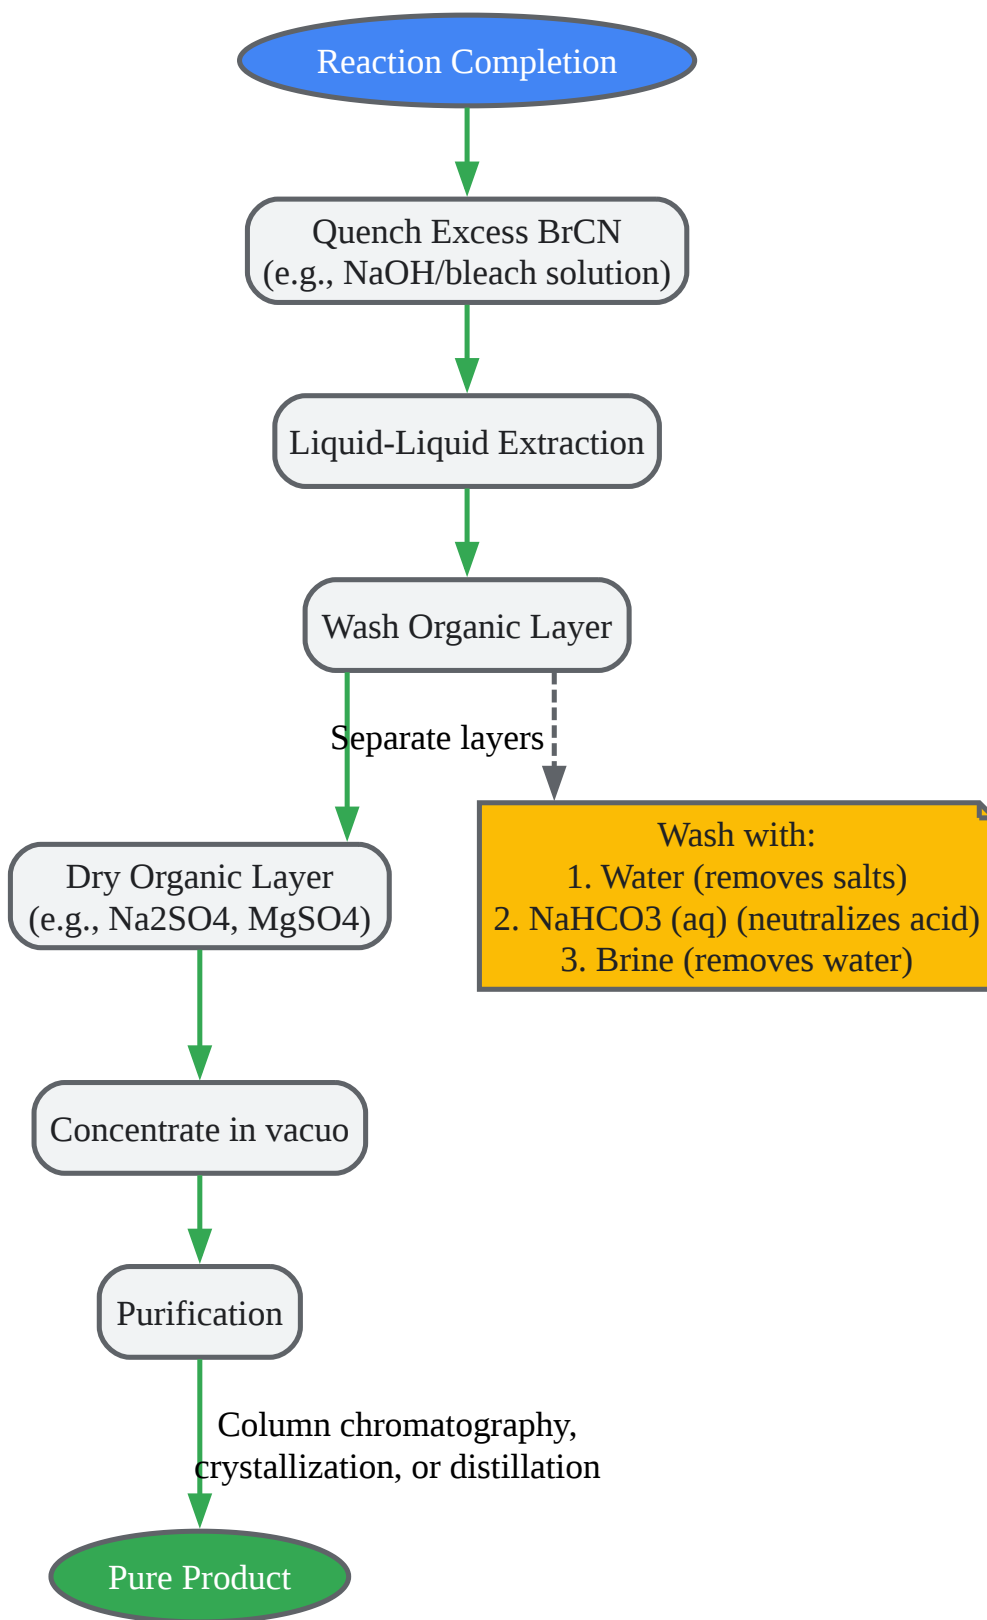 Reaction Completion
Quench Excess BrCN
(e.g., NaOH/bleach solution)
Liquid-Liquid Extraction
Wash Organic Layer
Separate layers
Wash with:
1. Water (removes salts)
2. NaHCO3 (aq) (neutralizes acid)
3. Brine (removes water)
Dry Organic Layer
(e.g., Na2SO4, MgSO4)
Concentrate in vacuo
Purification
Column chromatography,
crystallization, or distillation
Pure Product